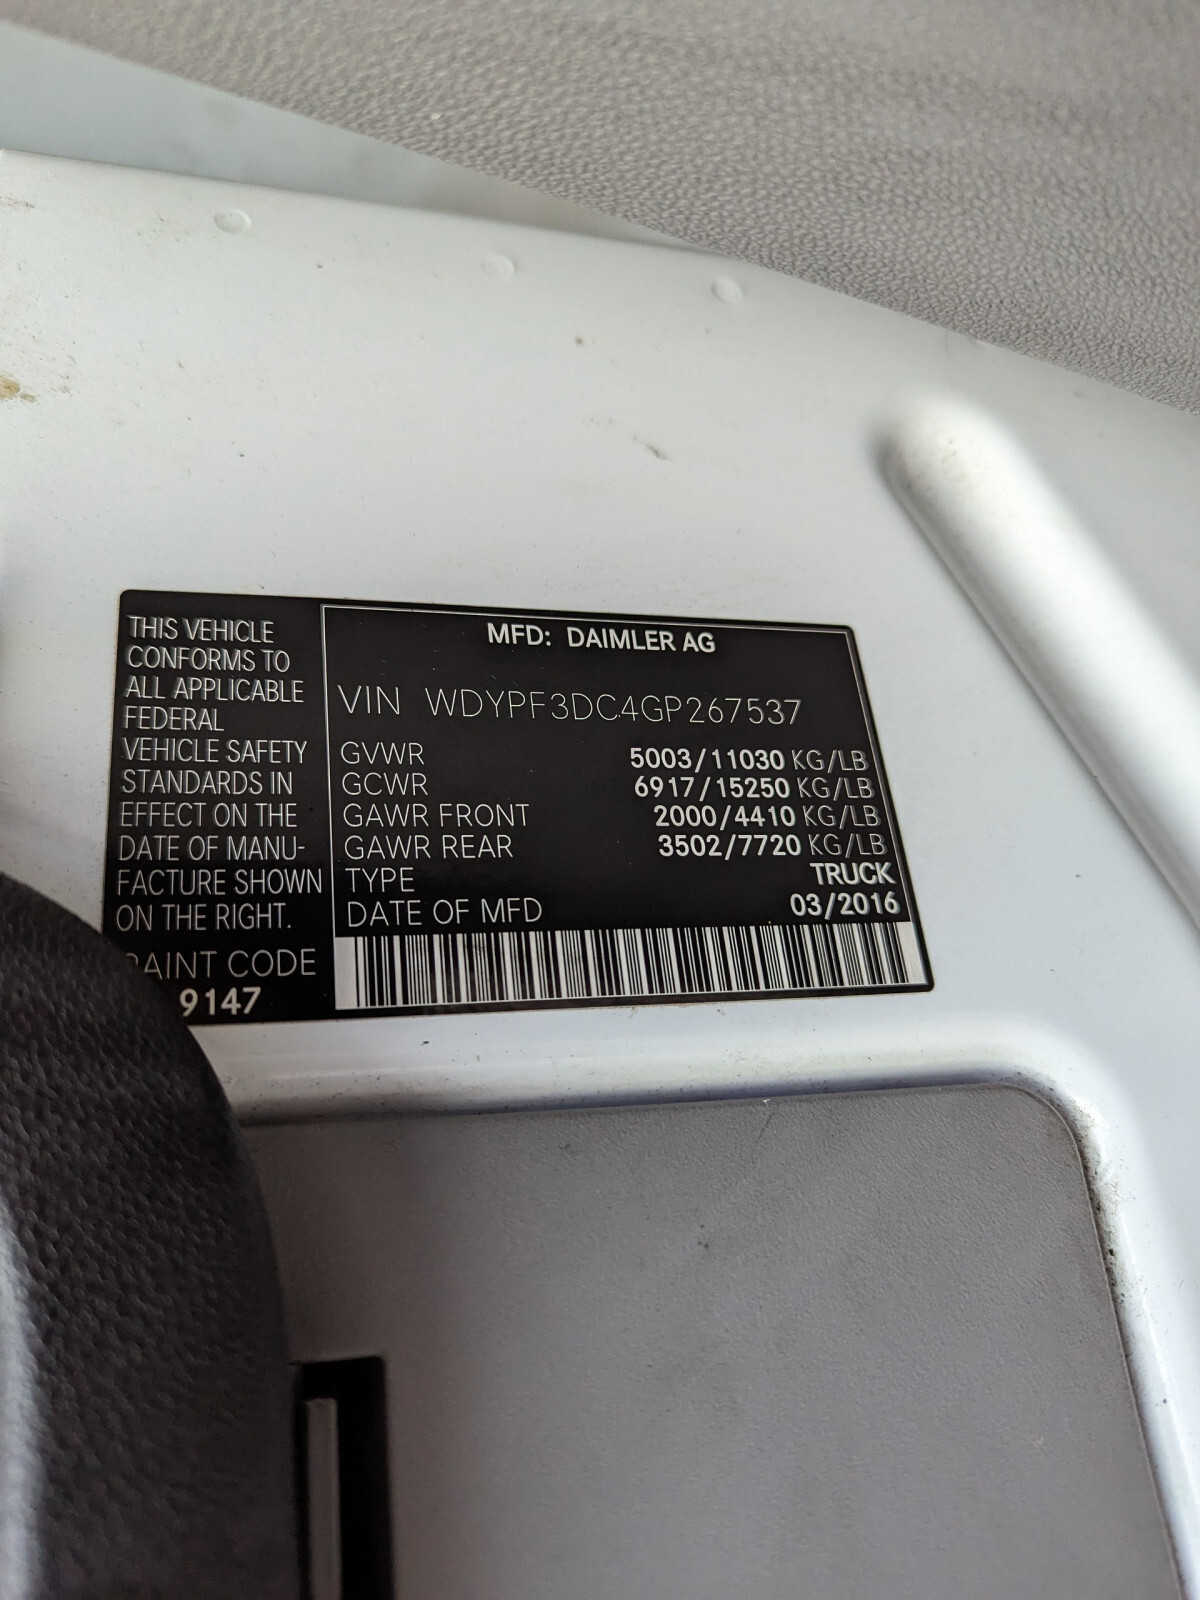 THIS VEHICLE
CONFORMS TO
ALL APPLICABLE
FEDERAL
VEHICLE SAFETY
STANDARDS IN
EFFECT ON THE
DATE OF MANU-
FACTURE SHOWN
ON THE RIGHT.
PAINT CODE
9147
MFD: DAIMLER AG
VIN WDYPF3DC4GP267537
GVWR 5003/11030 KG/LB
GCWR 6917/15250 KG/LB
GAWR FRONT 2000/4410 KG/LB
GAWR REAR 3502/7720 KG/LB
TYPE TRUCK
DATE OF MFD 03/2016